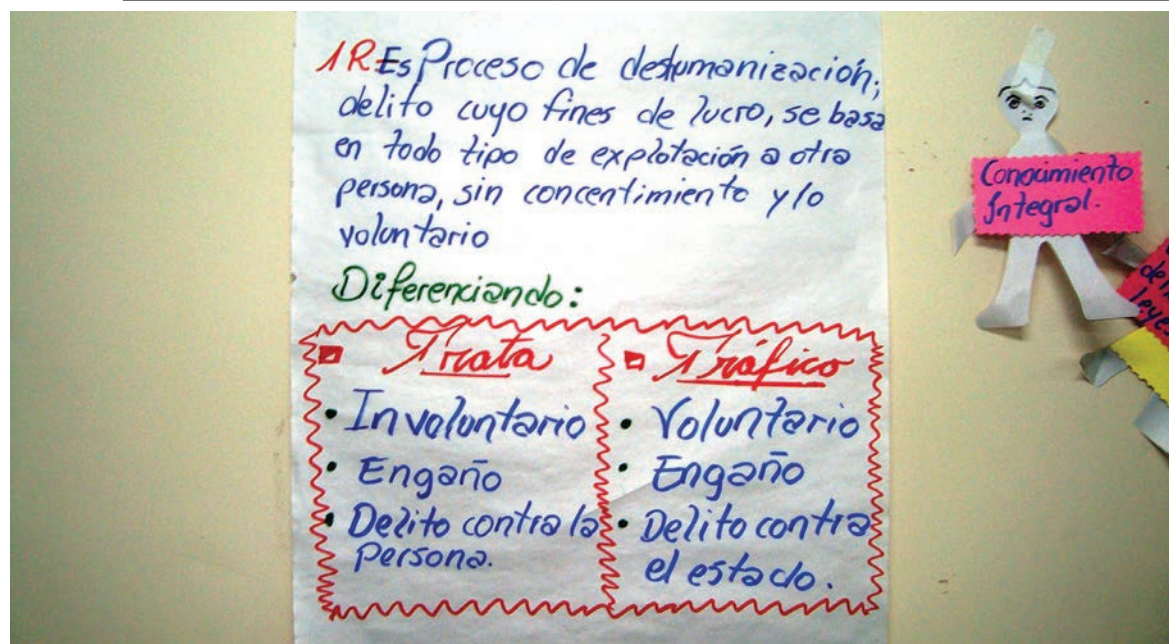 1R Es Proceso de deshumanización;
delito cuyo fines de lucro, se basa
en todo tipo de explotación a otra
persona, sin concentimiento y/o
voluntario
Diferenciando:
Trata
• Involuntario
• Engaño
• Delito contra la
Persona.
Tráfico
• Voluntario
• Engaño
• Delito contra
el estado.
Conocimiento
Integral.